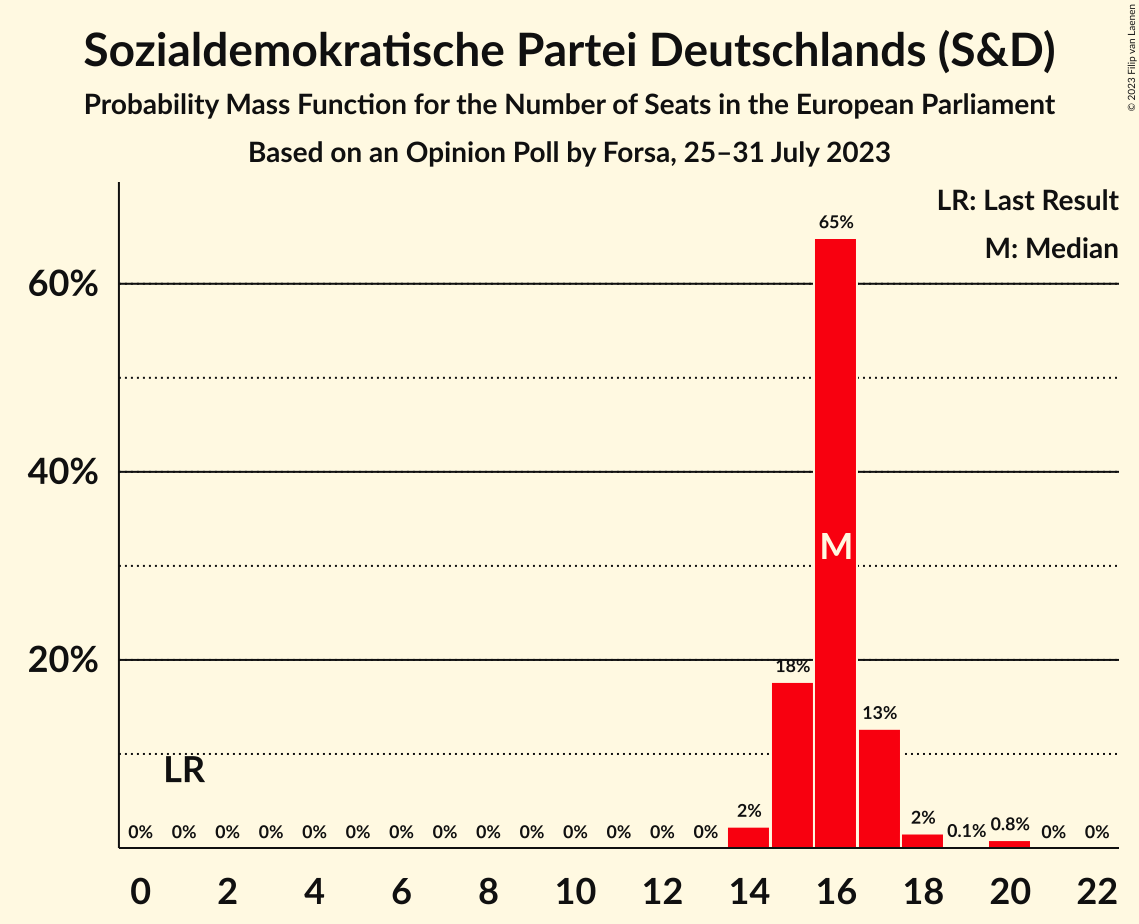 Sozialdemokratische Partei Deutschlands (S&D)
Probability Mass Function for the Number of Seats in the European Parliament
Based on an Opinion Poll by Forsa, 25–31 July 2023
© 2023 Filip van Laenen
LR: Last Result
M: Median
65%
60%
40%
M
20%
18%
13%
LR
0% 0% 0% 0% 0% 0% 0% 0% 0% 0% 0% 0% 0% 0% 2% 2% 0.1% 0.8% 0% 0%
0 2 4 6 8 10 12 14 16 18 20 22